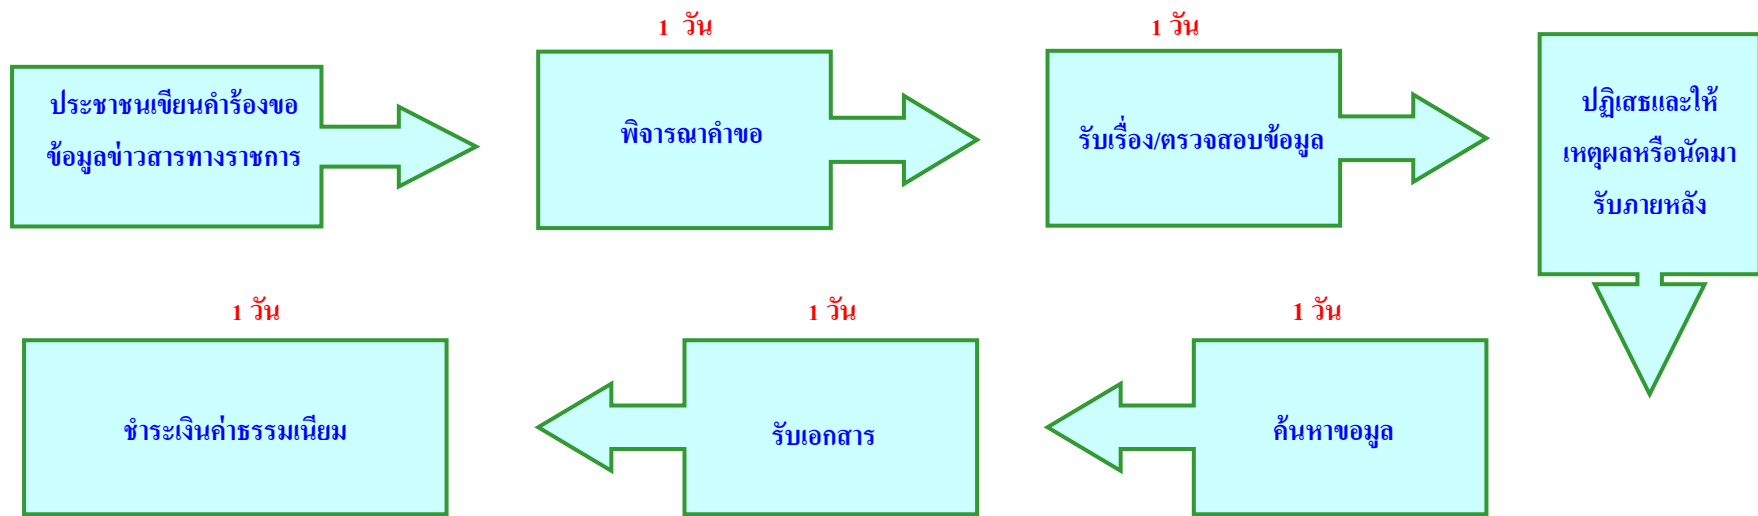 1 วัน
1 วัน
ประชาชนเขียนคำร้องขอ
ข้อมูลข่าวสารทางราชการ
พิจารณาคำขอ
รับเรื่อง/ตรวจสอบข้อมูล
ปฏิเสธและให้
เหตุผลหรือนัดมา
รับภายหลัง
1 วัน
1 วัน
1 วัน
ชำระเงินค่าธรรมเนียม
รับเอกสาร
ค้นหาขอมูล